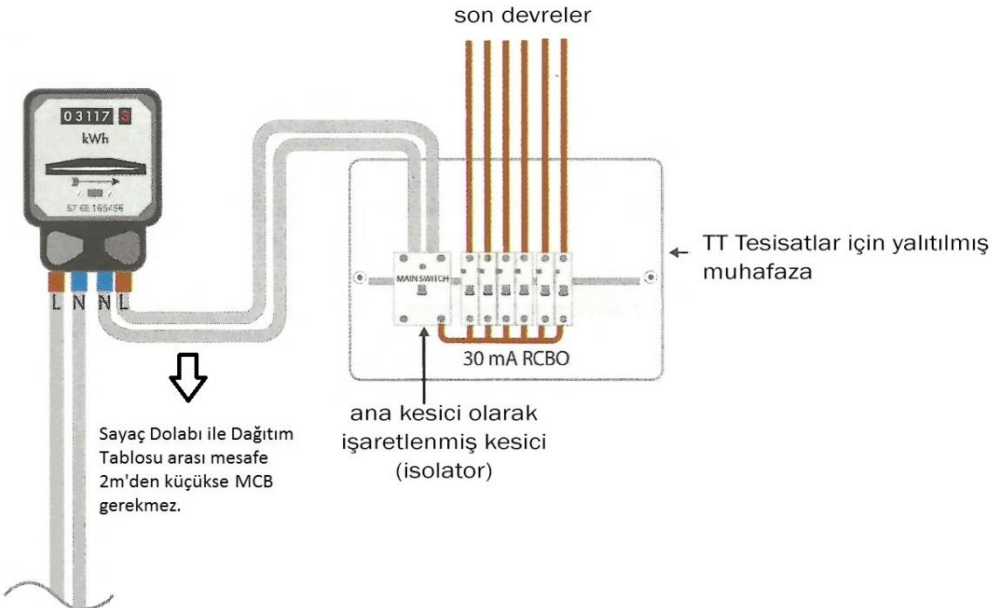 son devreler
03117 3
kWh
L N N L
MAIN SWITCH
30 mA RCBO
TT Tesisatlar için yalıtılmış
muhafaza
ana kesici olarak
işaretlenmiş kesici
(isolator)
Sayaç Dolabı ile Dağıtım
Tablosu arası mesafe
2m'den küçükse MCB
gerekmez.